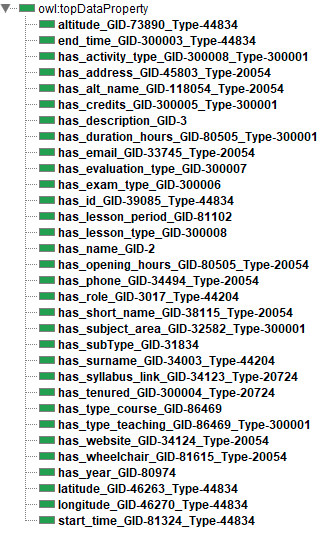 owl:topDataProperty
altitude_GID-73890_Type-44834
end_time_GID-300003_Type-44834
has_activity_type_GID-300008_Type-300001
has_address_GID-45803_Type-20054
has_alt_name_GID-118054_Type-20054
has_credits_GID-300005_Type-300001
has_description_GID-3
has_duration_hours_GID-80505_Type-300001
has_email_GID-33745_Type-20054
has_evaluation_type_GID-300007
has_exam_type_GID-300006
has_id_GID-39085_Type-44834
has_lesson_period_GID-81102
has_lesson_type_GID-300008
has_name_GID-2
has_opening_hours_GID-80505_Type-20054
has_phone_GID-34494_Type-20054
has_role_GID-3017_Type-44204
has_short_name_GID-38115_Type-20054
has_subject_area_GID-32582_Type-300001
has_subType_GID-31834
has_surname_GID-34003_Type-44204
has_syllabus_link_GID-34123_Type-20724
has_tenured_GID-300004_Type-20724
has_type_course_GID-86469
has_type_teaching_GID-86469_Type-300001
has_website_GID-34124_Type-20054
has_wheelchair_GID-81615_Type-20054
has_year_GID-80974
latitude_GID-46263_Type-44834
longitude_GID-46270_Type-44834
start_time_GID-81324_Type-44834